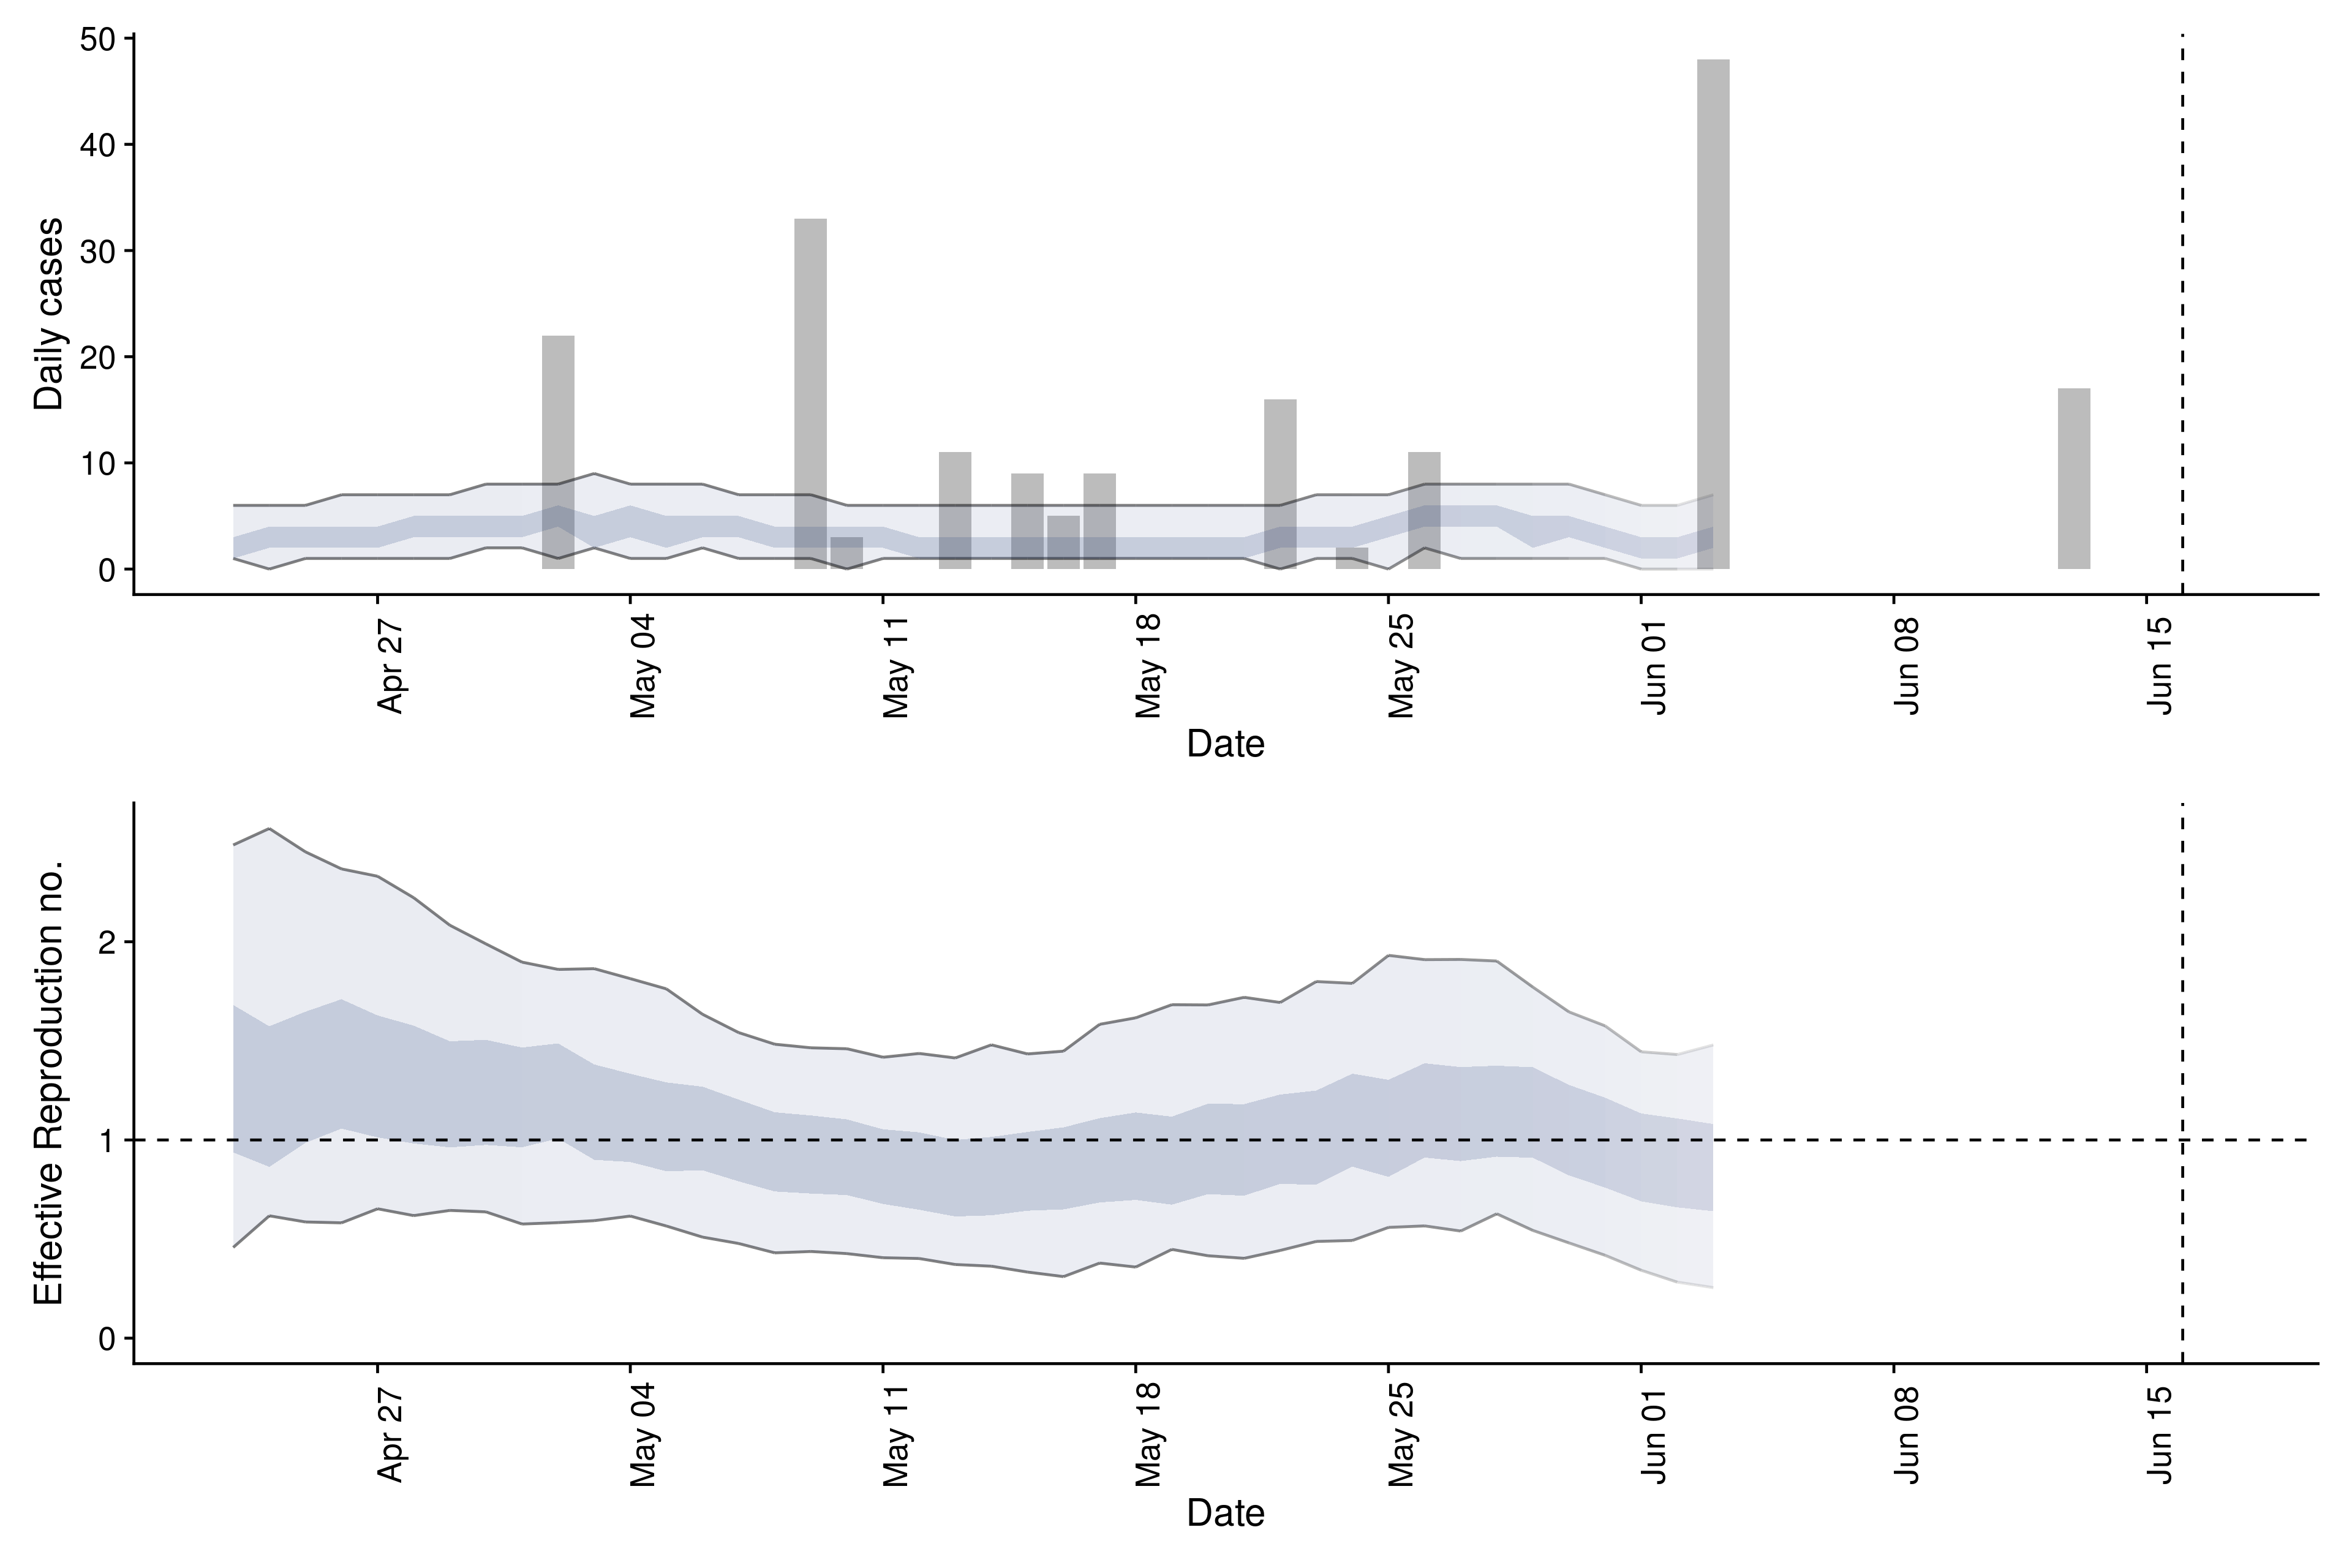 Daily cases
50
40
30
20
10
0
Apr 27
May 04
May 11
May 18
May 25
Jun 01
Jun 08
Jun 15
Date
Effective Reproduction no.
2
1
0
Apr 27
May 04
May 11
May 18
May 25
Jun 01
Jun 08
Jun 15
Date